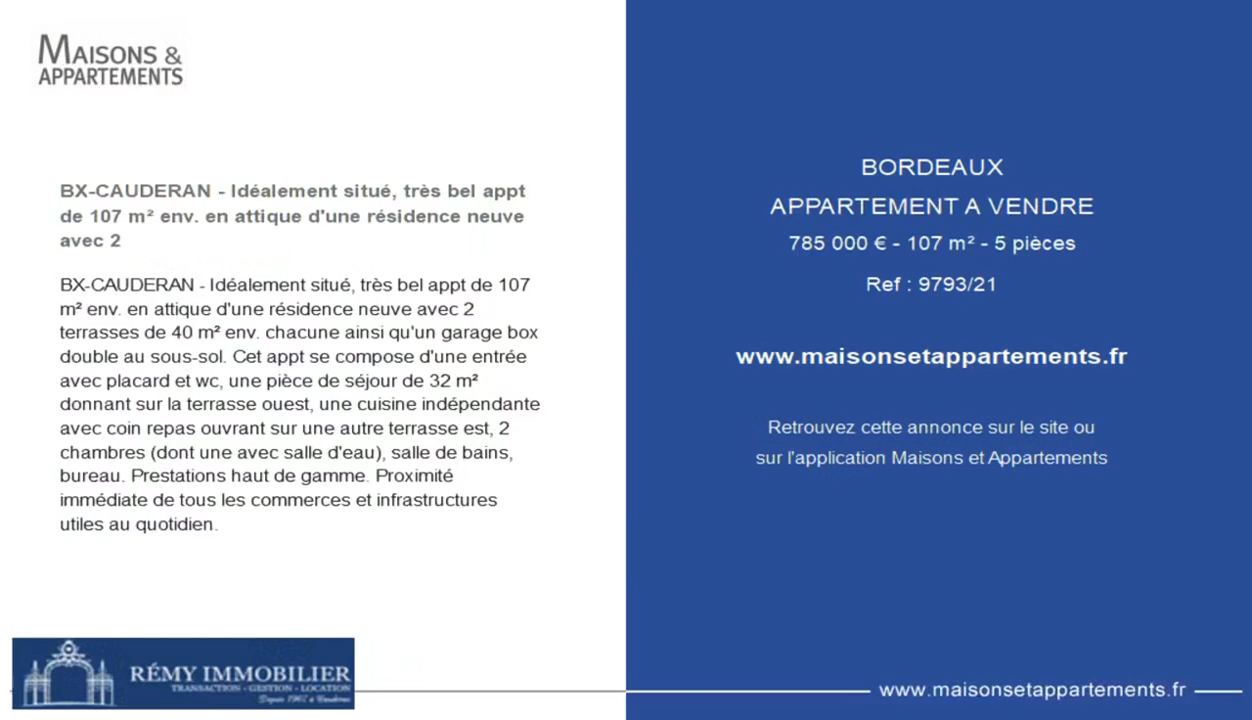 MAISONS &
APPARTEMENTS
BX-CAUDERAN - Idéalement situé, très bel appt
de 107 m² env. en attique d'une résidence neuve
avec 2
BX-CAUDERAN - Idéalement situé, très bel appt de 107
m² env. en attique d'une résidence neuve avec 2
terrasses de 40 m² env. chacune ainsi qu'un garage box
double au sous-sol. Cet appt se compose d'une entrée
avec placard et wc, une pièce de séjour de 32 m²
donnant sur la terrasse ouest, une cuisine indépendante
avec coin repas ouvrant sur une autre terrasse est, 2
chambres (dont une avec salle d'eau), salle de bains,
bureau. Prestations haut de gamme. Proximité
immédiate de tous les commerces et infrastructures
utiles au quotidien.
RÉMY IMMOBILIER
TRANSACTION - GESTION - LOCATION
Depuis 1967 à Caudéran
BORDEAUX
APPARTEMENT A VENDRE
785 000 € - 107 m² - 5 pièces
Ref : 9793/21
www.maisonsetappartements.fr
Retrouvez cette annonce sur le site ou
sur l'application Maisons et Appartements
www.maisonsetappartements.fr